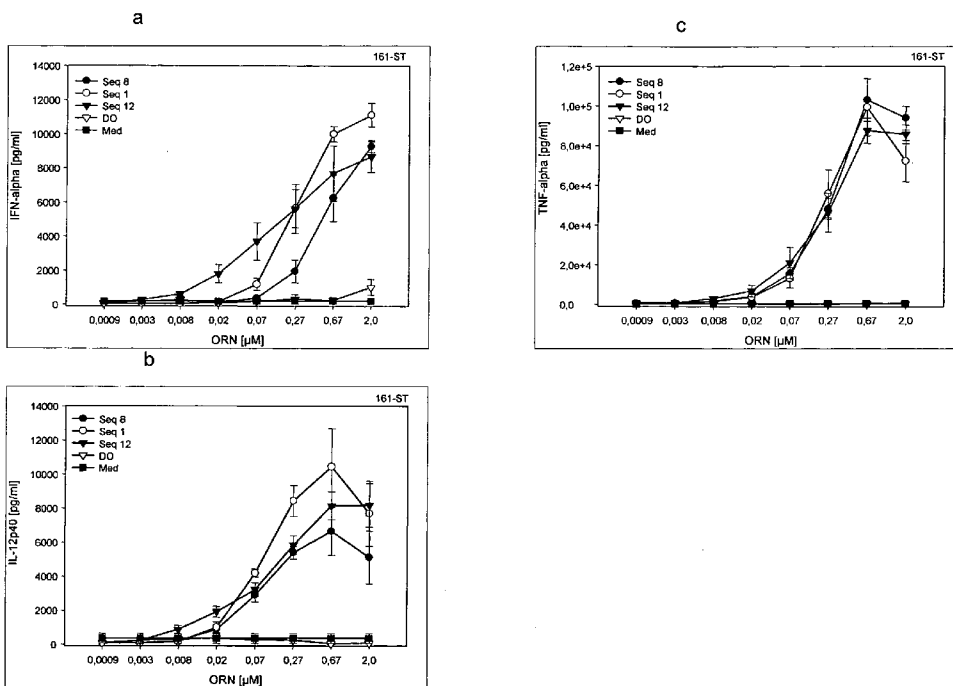 a
161-ST
14000
12000
10000
8000
6000
4000
2000
0
IFN-alpha [pg/ml]
Seq 8
Seq 1
Seq 12
DO
Med
0,0009 0,003 0,008 0,02 0,07 0,27 0,67 2,0
ORN [µM]
c
161-ST
1,2e+5
1,0e+5
8,0e+4
6,0e+4
4,0e+4
2,0e+4
0,0
TNF-alpha [pg/ml]
Seq 8
Seq 1
Seq 12
DO
Med
0,0009 0,003 0,008 0,02 0,07 0,27 0,67 2,0
ORN [µM]
b
161-ST
14000
12000
10000
8000
6000
4000
2000
0
IL-12p40 [pg/ml]
Seq 8
Seq 1
Seq 12
DO
Med
0,0009 0,003 0,008 0,02 0,07 0,27 0,67 2,0
ORN [µM]